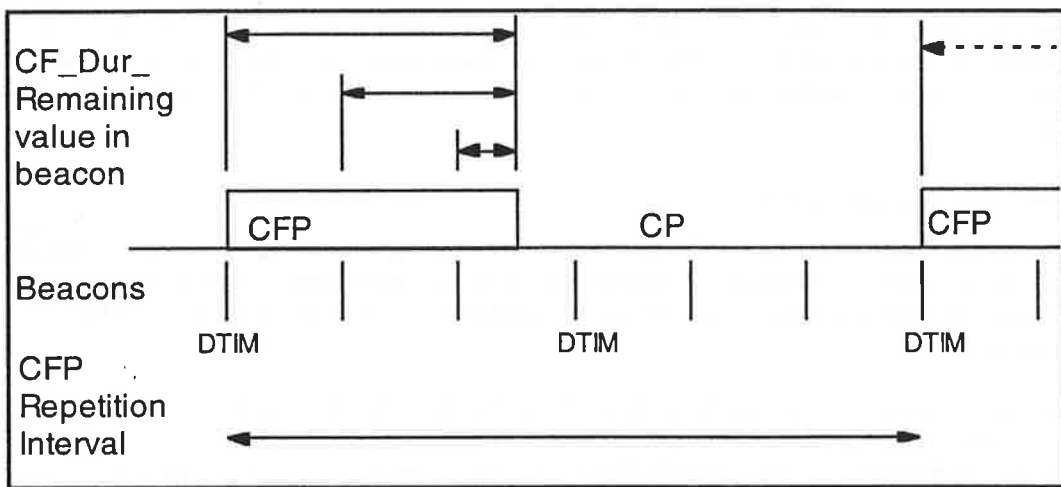 CF_Dur_
Remaining
value in
beacon
CFP
CP
CFP
Beacons
DTIM
DTIM
DTIM
CFP
Repetition
Interval